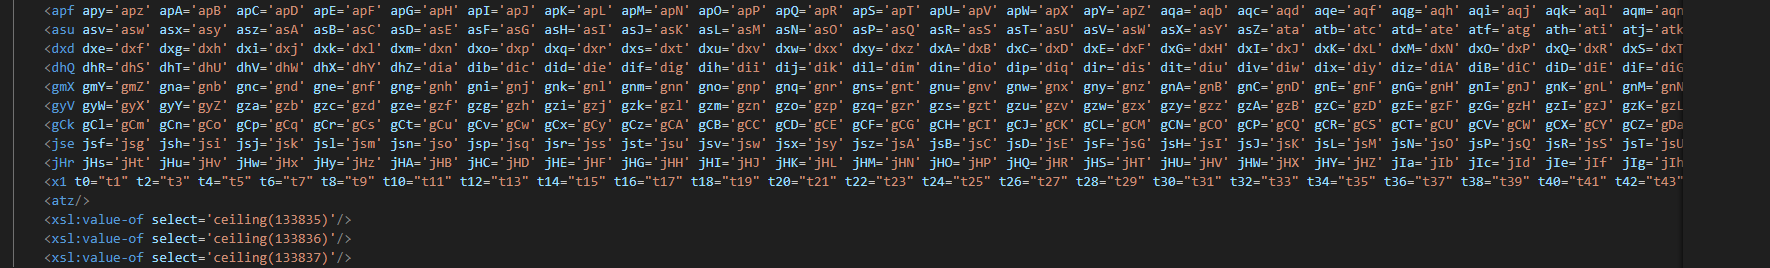 <apf apy='apz' apA='apB' apC='apD' apE='apF' apG='apH' apI='apJ' apK='apL' apM='apN' apO='apP' apQ='apR' apS='apT' apU='apV' apW='apX' apY='apZ' aqa='aqb' aqc='aqd' aqe='aqf' aqg='aqh' aqi='aqj' aqk='aql' aqm='aqn
<asu asv='asw' asx='asy' asz='asA' asB='asC' asD='asE' asF='asG' asH='asI' asJ='asK' asL='asM' asN='asO' asP='asQ' asR='asS' asT='asU' asV='asW' asX='asY' asZ='ata' atb='atc' atd='ate' atf='atg' ath='ati' atj='atk
<dxd dxe='dxf' dxg='dxh' dxi='dxj' dxk='dxl' dxm='dxn' dxo='dxp' dxq='dxr' dxs='dxt' dxu='dxv' dxw='dxx' dxy='dxz' dxA='dxB' dxC='dxD' dxE='dxF' dxG='dxH' dxI='dxJ' dxK='dxL' dxM='dxN' dxO='dxP' dxQ='dxR' dxS='dxT
<dhQ dhR='dhS' dhT='dhU' dhV='dhW' dhX='dhY' dhZ='dia' dib='dic' did='die' dif='dig' dih='dii' dij='dik' dil='dim' din='dio' dip='diq' dir='dis' dit='diu' div='diw' dix='diy' diz='diA' diB='diC' diD='diE' diF='diG
<gmX gmY='gmZ' gna='gnb' gnc='gnd' gne='gnf' gng='gnh' gni='gnj' gnk='gnl' gnm='gnn' gno='gnp' gnq='gnr' gns='gnt' gnu='gnv' gnw='gnx' gny='gnz' gnA='gnB' gnC='gnD' gnE='gnF' gnG='gnH' gnI='gnJ' gnK='gnL' gnM='gnN
<gyV gyW='gyX' gyY='gyZ' gza='gzb' gzc='gzd' gze='gzf' gzg='gzh' gzi='gzj' gzk='gzl' gzm='gzn' gzo='gzp' gzq='gzr' gzs='gzt' gzu='gzv' gzw='gzx' gzy='gzz' gzA='gzB' gzC='gzD' gzE='gzF' gzG='gzH' gzI='gzJ' gzK='gzL
<gCk gCl='gCm' gCn='gCo' gCp='gCq' gCr='gCs' gCt='gCu' gCv='gCw' gCx='gCy' gCz='gCA' gCB='gCC' gCD='gCE' gCF='gCG' gCH='gCI' gCJ='gCK' gCL='gCM' gCN='gCO' gCP='gCQ' gCR='gCS' gCT='gCU' gCV='gCW' gCX='gCY' gCZ='gDa
<jse jsf='jsg' jsh='jsi' jsj='jsk' jsl='jsm' jsn='jso' jsp='jsq' jsr='jss' jst='jsu' jsv='jsw' jsx='jsy' jsz='jsA' jsB='jsC' jsD='jsE' jsF='jsG' jsH='jsI' jsJ='jsK' jsL='jsM' jsN='jsO' jsP='jsQ' jsR='jsS' jsT='jsU
<jHr jHs='jHt' jHu='jHv' jHw='jHx' jHy='jHz' jHA='jHB' jHC='jHD' jHE='jHF' jHG='jHH' jHI='jHJ' jHK='jHL' jHM='jHN' jHO='jHP' jHQ='jHR' jHS='jHT' jHU='jHV' jHW='jHX' jHY='jHZ' jIa='jIb' jIc='jId' jIe='jIf' jIg='jIh
<x1 t0="t1" t2="t3" t4="t5" t6="t7" t8="t9" t10="t11" t12="t13" t14="t15" t16="t17" t18="t19" t20="t21" t22="t23" t24="t25" t26="t27" t28="t29" t30="t31" t32="t33" t34="t35" t36="t37" t38="t39" t40="t41" t42="t43"
<atz/>
<xsl:value-of select='ceiling(133835)'/>
<xsl:value-of select='ceiling(133836)'/>
<xsl:value-of select='ceiling(133837)'/>